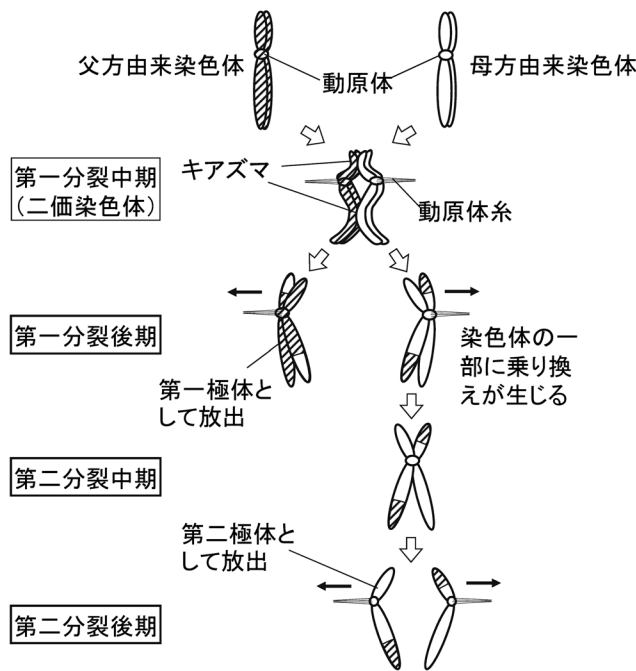 父方由来染色体
動原体
母方由来染色体
キアズマ
第一分裂中期
(二価染色体)
動原体糸
第一分裂後期
第一極体と
して放出
染色体の一
部に乗り換
えが生じる
第二分裂中期
第二極体と
して放出
第二分裂後期